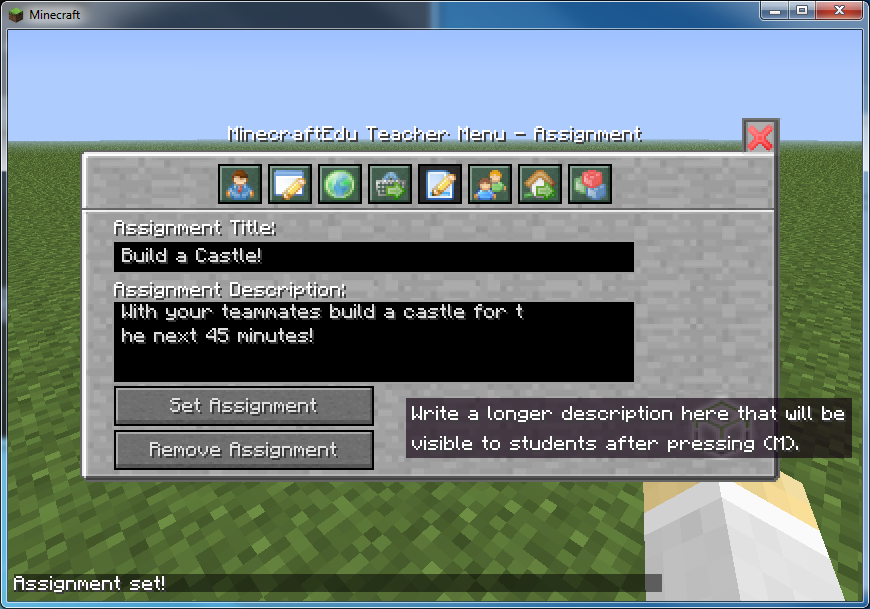 Minecraft
MinecraftEdu Teacher Menu - Assignment
Assignment Title:
Build a Castle!
Assignment Description:
With your teammates build a castle for t
he next 45 minutes!
Set Assignment
Remove Assignment
Write a longer description here that will be
visible to students after pressing (M).
Assignment set!